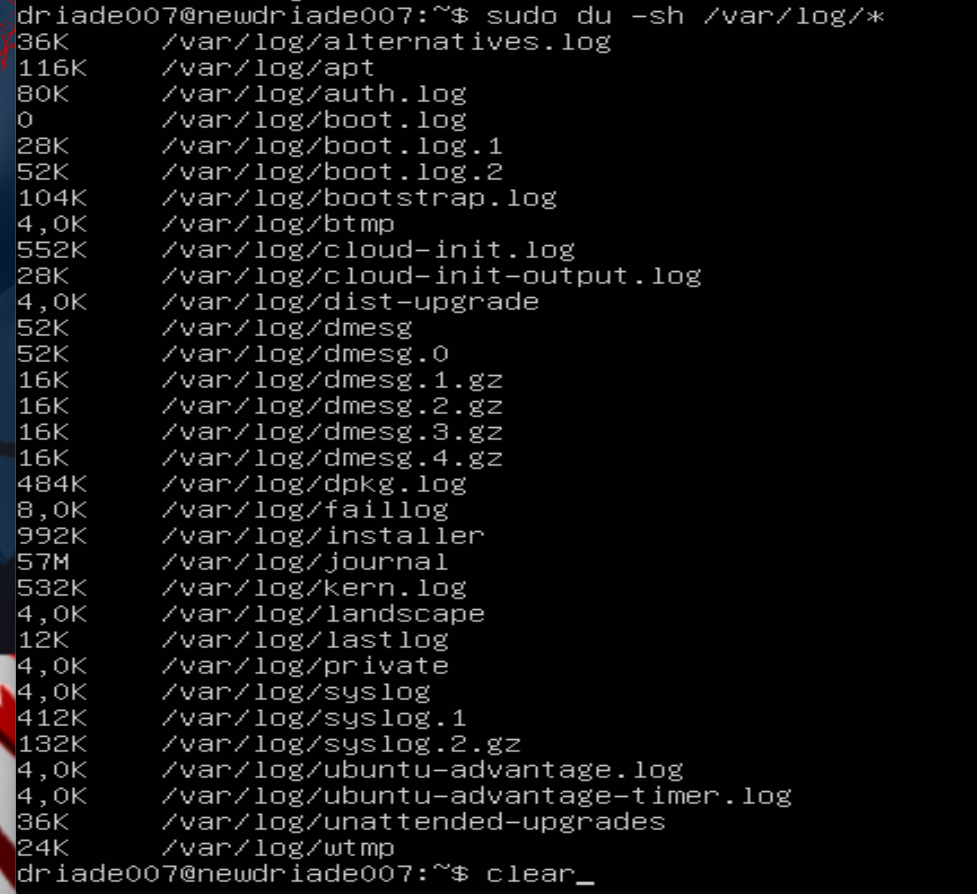 driade007@newdriade007:~$ sudo du -sh /var/log/*
36K /var/log/alternatives.log
116K /var/log/apt
80K /var/log/auth.log
0 /var/log/boot.log
28K /var/log/boot.log.1
52K /var/log/boot.log.2
104K /var/log/bootstrap.log
4,0K /var/log/btmp
552K /var/log/cloud-init.log
28K /var/log/cloud-init-output.log
4,0K /var/log/dist-upgrade
52K /var/log/dmesg
52K /var/log/dmesg.0
16K /var/log/dmesg.1.gz
16K /var/log/dmesg.2.gz
16K /var/log/dmesg.3.gz
16K /var/log/dmesg.4.gz
484K /var/log/dpkg.log
8,0K /var/log/faillog
992K /var/log/installer
57M /var/log/journal
532K /var/log/kern.log
4,0K /var/log/landscape
12K /var/log/lastlog
4,0K /var/log/private
4,0K /var/log/syslog
412K /var/log/syslog.1
132K /var/log/syslog.2.gz
4,0K /var/log/ubuntu-advantage.log
4,0K /var/log/ubuntu-advantage-timer.log
36K /var/log/unattended-upgrades
24K /var/log/wtmp
driade007@newdriade007:~$ clear_